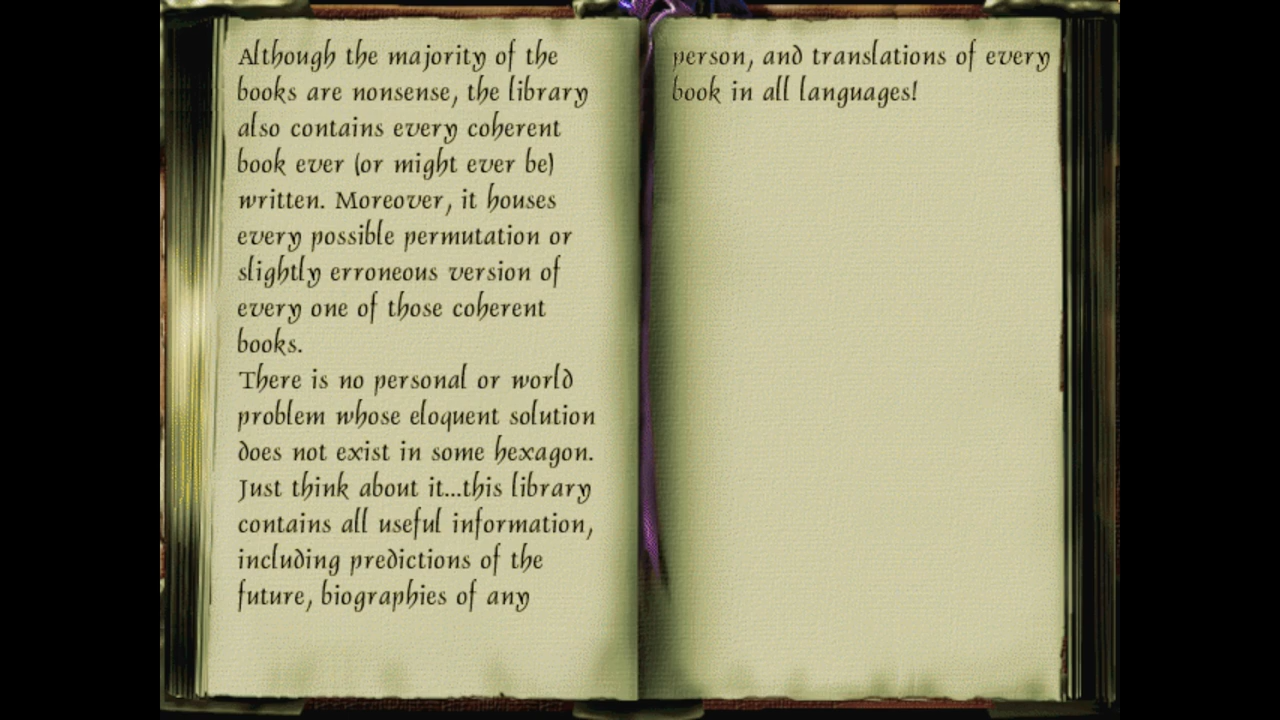 Although the majority of the
books are nonsense, the library
also contains every coherent
book ever (or might ever be)
written. Moreover, it houses
every possible permutation or
slightly erroneous version of
every one of those coherent
books.
There is no personal or world
problem whose eloquent solution
does not exist in some hexagon.
Just think about it...this library
contains all useful information,
including predictions of the
future, biographies of any
person, and translations of every
book in all languages!